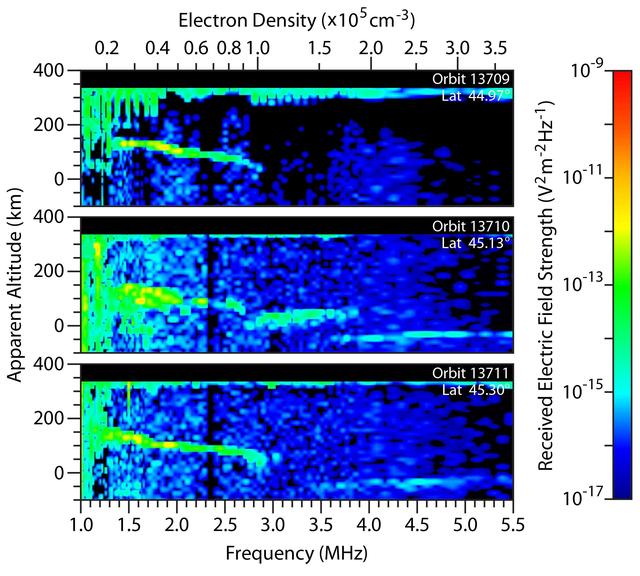 Electron Density (×10⁵cm⁻³)
0.2 0.4 0.6 0.8 1.0 1.5 2.0 2.5 3.0 3.5
400
200
0
Orbit 13709
Lat 44.97°
400
200
0
Orbit 13710
Lat 45.13°
400
200
0
Orbit 13711
Lat 45.30°
Apparent Altitude (km)
1.0 1.5 2.0 2.5 3.0 3.5 4.0 4.5 5.0 5.5
Frequency (MHz)
Received Electric Field Strength (V²m⁻²Hz⁻¹)
10⁻⁹
10⁻¹¹
10⁻¹³
10⁻¹⁵
10⁻¹⁷